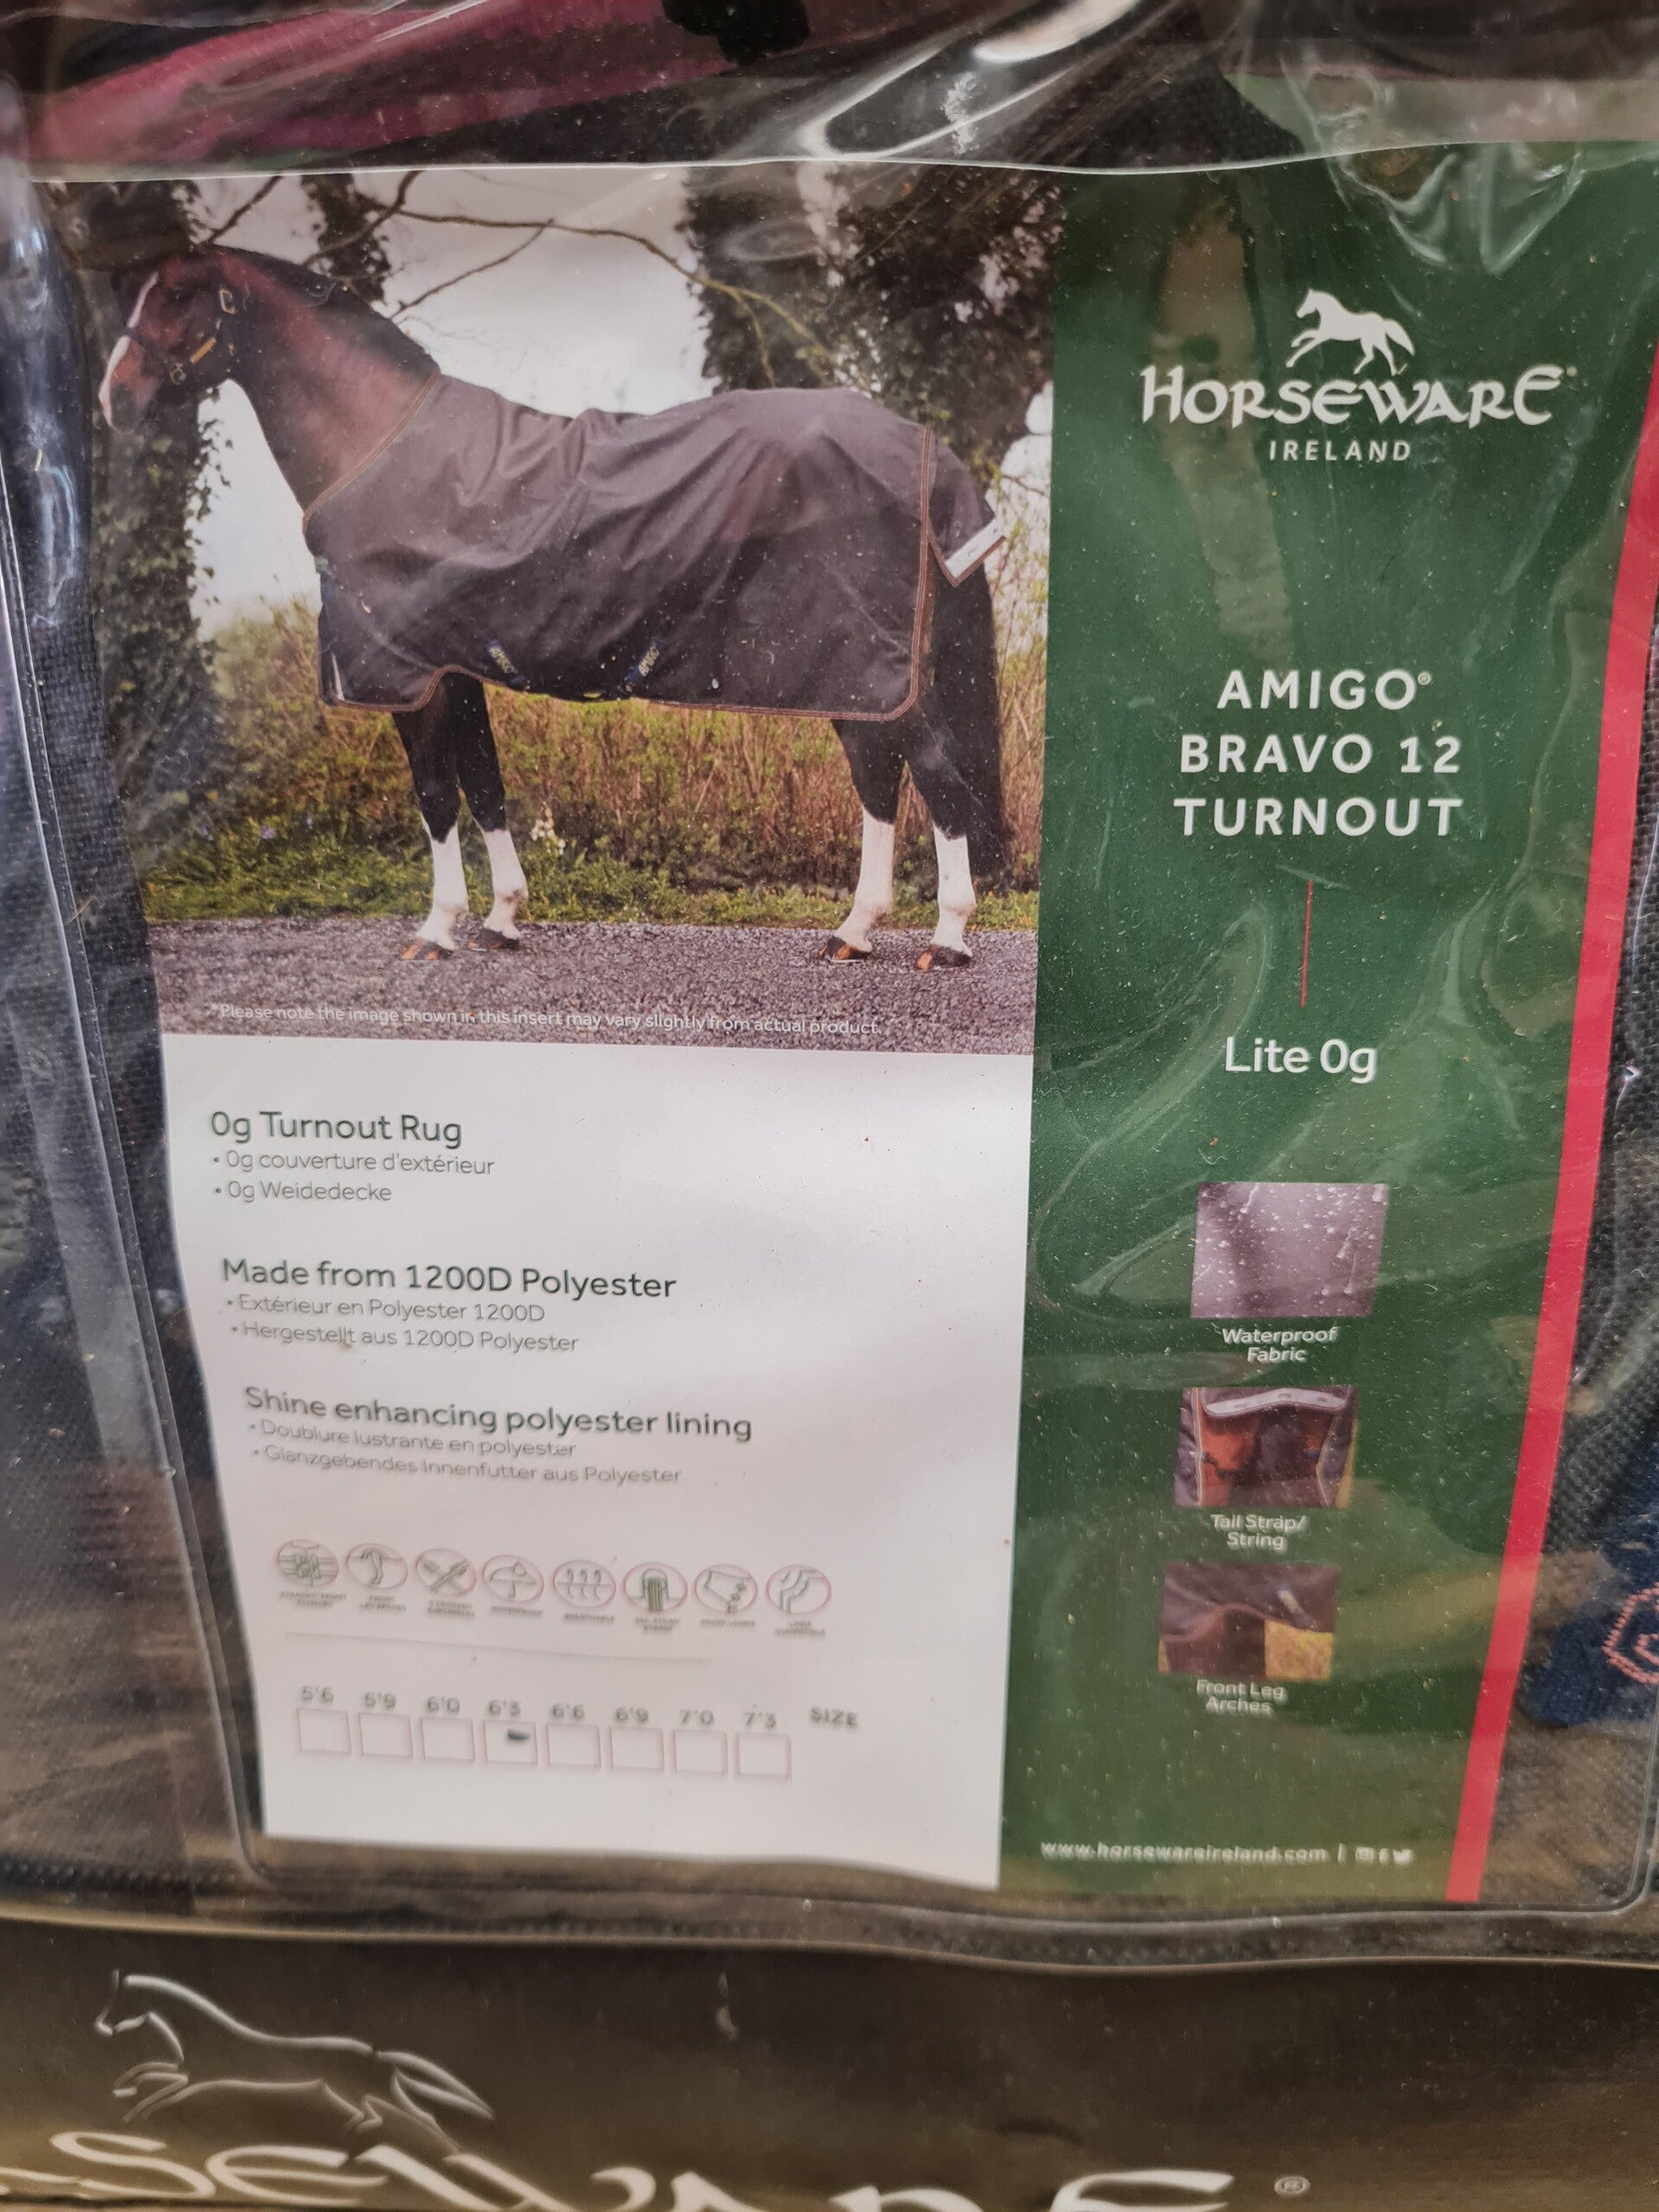 HORSEWARE®
IRELAND
AMIGO®
BRAVO 12
TURNOUT
Lite 0g
Waterproof
Fabric
Tail Strap/
String
Front Leg
Arches
www.horsewareireland.com |
*Please note the image shown in this insert may vary slightly from actual product.
0g Turnout Rug
• 0g couverture d'extérieur
• 0g Weidedecke
Made from 1200D Polyester
• Extérieur en Polyester 1200D
• Hergestellt aus 1200D Polyester
Shine enhancing polyester lining
• Doublure lustrante en polyester
• Glanzgebendes Innenfutter aus Polyester
WATERPROOF
BREATHABLE
5'6 5'9 6'0 6'3 6'6 6'9 7'0 7'3 SIZE
SEWARE®